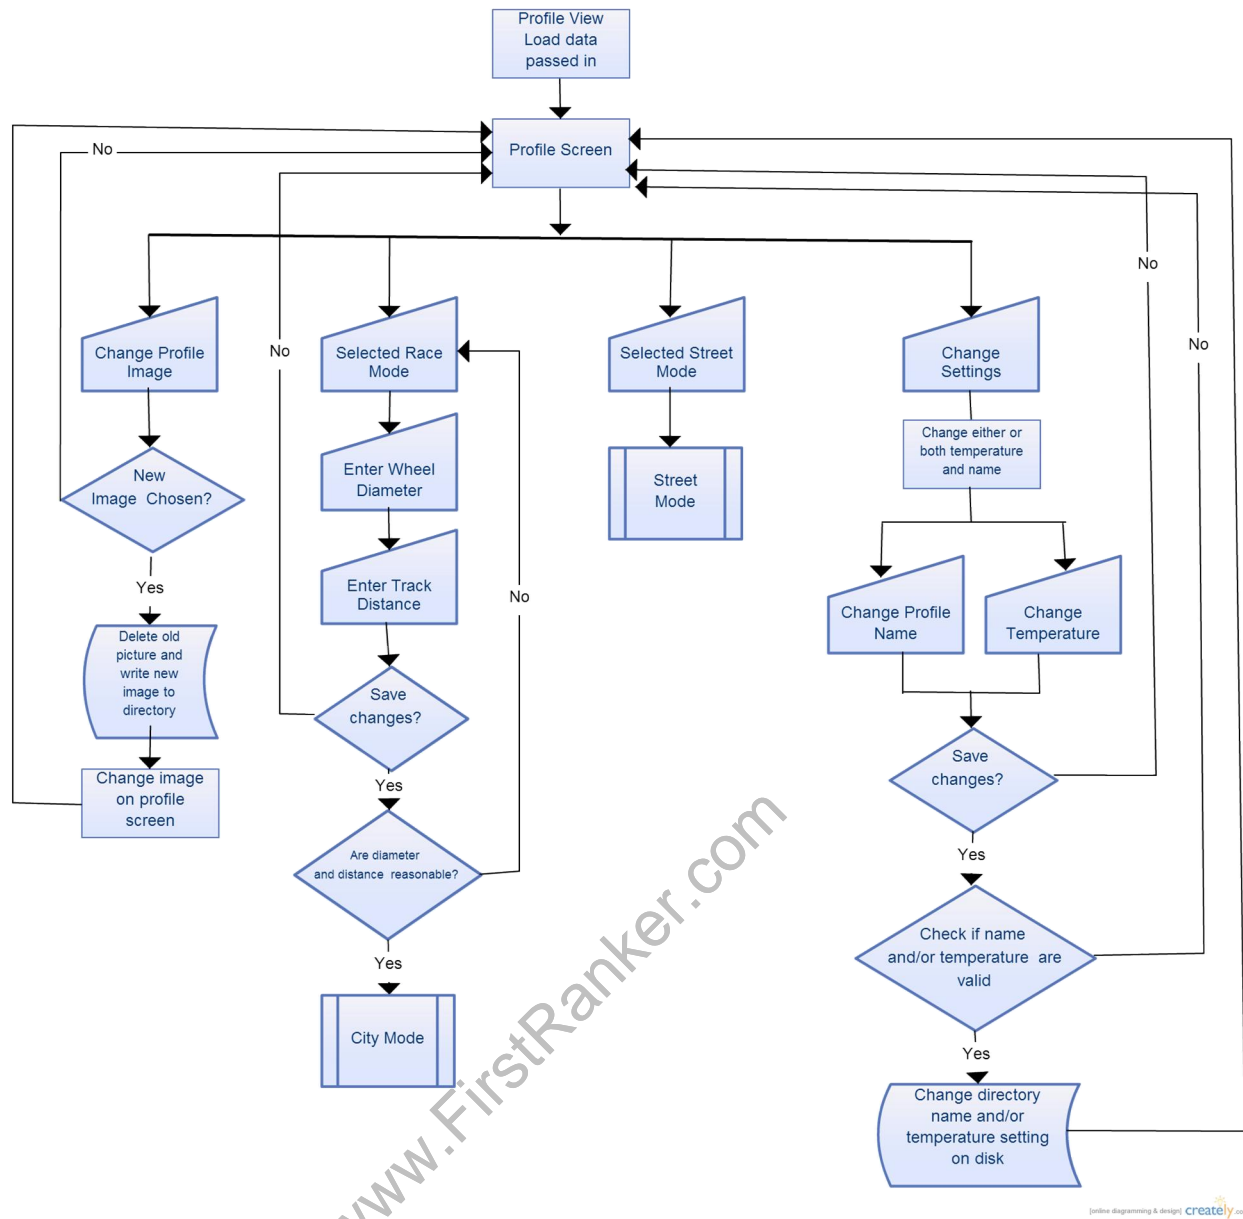 Profile View
Load data
passed in
Profile Screen
No
No
No
No
Change Profile
Image
Selected Race
Mode
Selected Street
Mode
Change
Settings
Change either or
both temperature
and name
New
Image Chosen?
Enter Wheel
Diameter
Street
Mode
Yes
Enter Track
Distance
No
Change Profile
Name
Change
Temperature
Delete old
picture and
write new
image to
directory
Save
changes?
Save
changes?
Change image
on profile
screen
Yes
Yes
Are diameter
and distance reasonable?
Yes
Check if name
and/or temperature are
valid
City Mode
Yes
Change directory
name and/or
temperature setting
on disk
www.FirstRanker.com
[online diagramming & design] creately.co